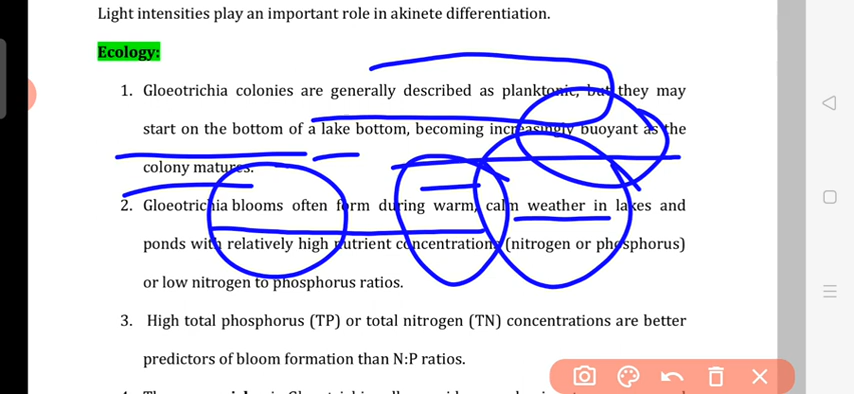 Light intensities play an important role in akinete differentiation.
Ecology:
1. Gloeotrichia colonies are generally described as planktonic, but they may
start on the bottom of a lake bottom, becoming increasingly buoyant as the
colony matures.
2. Gloeotrichia blooms often form during warm, calm weather in lakes and
ponds with relatively high nutrient concentrations (nitrogen or phosphorus)
or low nitrogen to phosphorus ratios.
3. High total phosphorus (TP) or total nitrogen (TN) concentrations are better
predictors of bloom formation than N:P ratios.